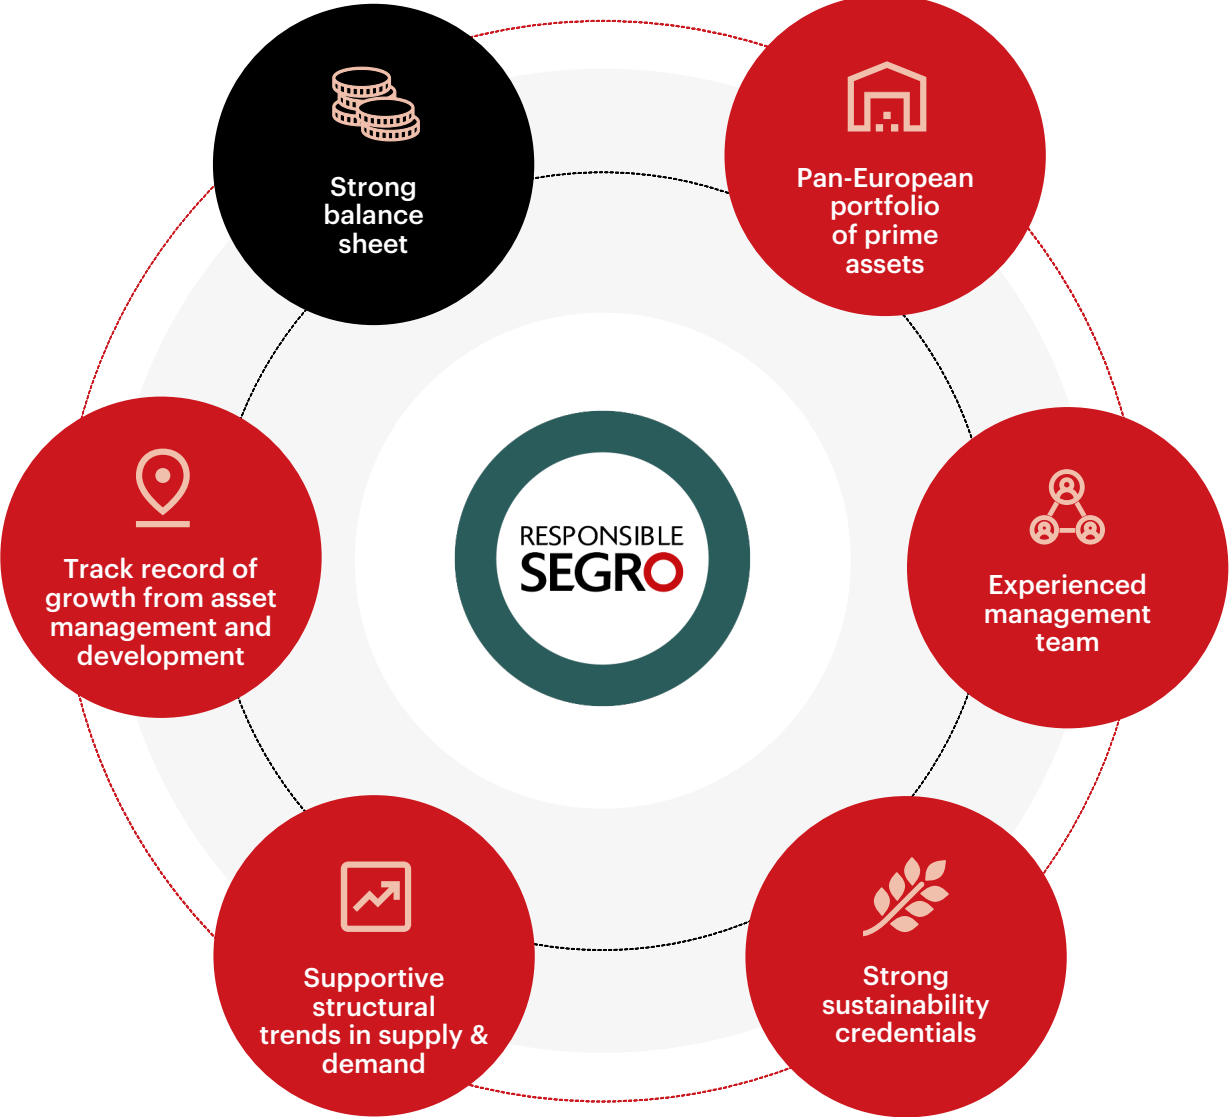 Strong
balance
sheet
Pan-European
portfolio
of prime
assets
Track record of
growth from asset
management and
development
RESPONSIBLE
SEGRO
Experienced
management
team
Supportive
structural
trends in supply &
demand
Strong
sustainability
credentials